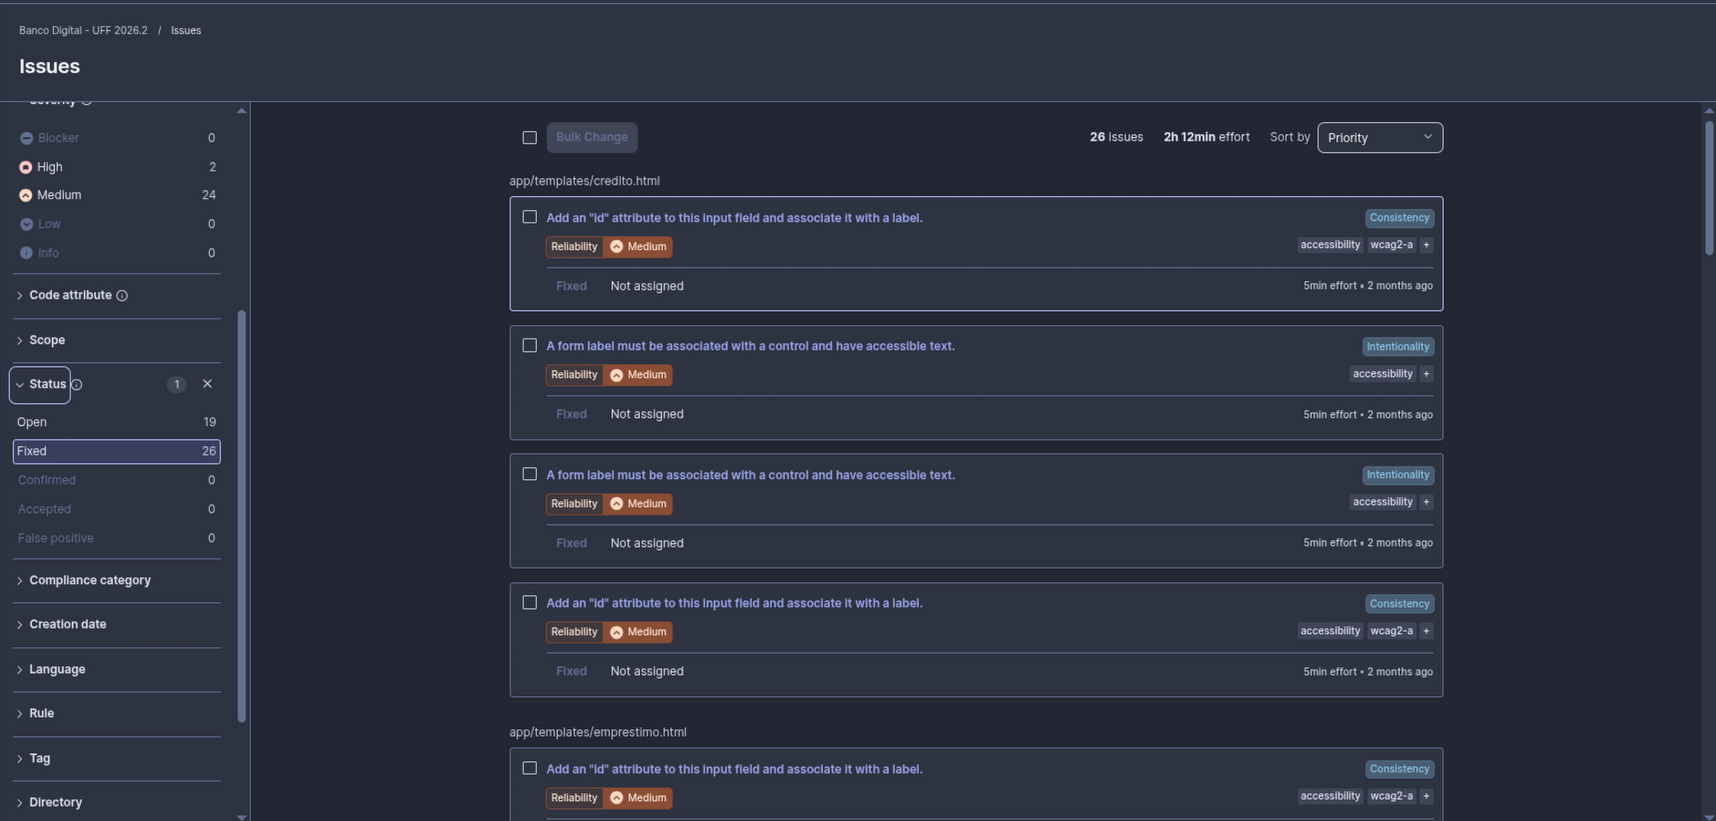 Banco Digital - UFF 2026.2 / Issues
Issues
Severity
Blocker 0
High 2
Medium 24
Low 0
Info 0
Code attribute
Scope
Status 1
Open 19
Fixed 26
Confirmed 0
Accepted 0
False positive 0
Compliance category
Creation date
Language
Rule
Tag
Directory
Bulk Change 26 issues 2h 12min effort Sort by Priority
app/templates/credito.html
Add an "id" attribute to this input field and associate it with a label. Consistency
Reliability Medium accessibility wcag2-a +
Fixed Not assigned 5min effort • 2 months ago
A form label must be associated with a control and have accessible text. Intentionality
Reliability Medium accessibility +
Fixed Not assigned 5min effort • 2 months ago
A form label must be associated with a control and have accessible text. Intentionality
Reliability Medium accessibility +
Fixed Not assigned 5min effort • 2 months ago
Add an "id" attribute to this input field and associate it with a label. Consistency
Reliability Medium accessibility wcag2-a +
Fixed Not assigned 5min effort • 2 months ago
app/templates/emprestimo.html
Add an "id" attribute to this input field and associate it with a label. Consistency
Reliability Medium accessibility wcag2-a +